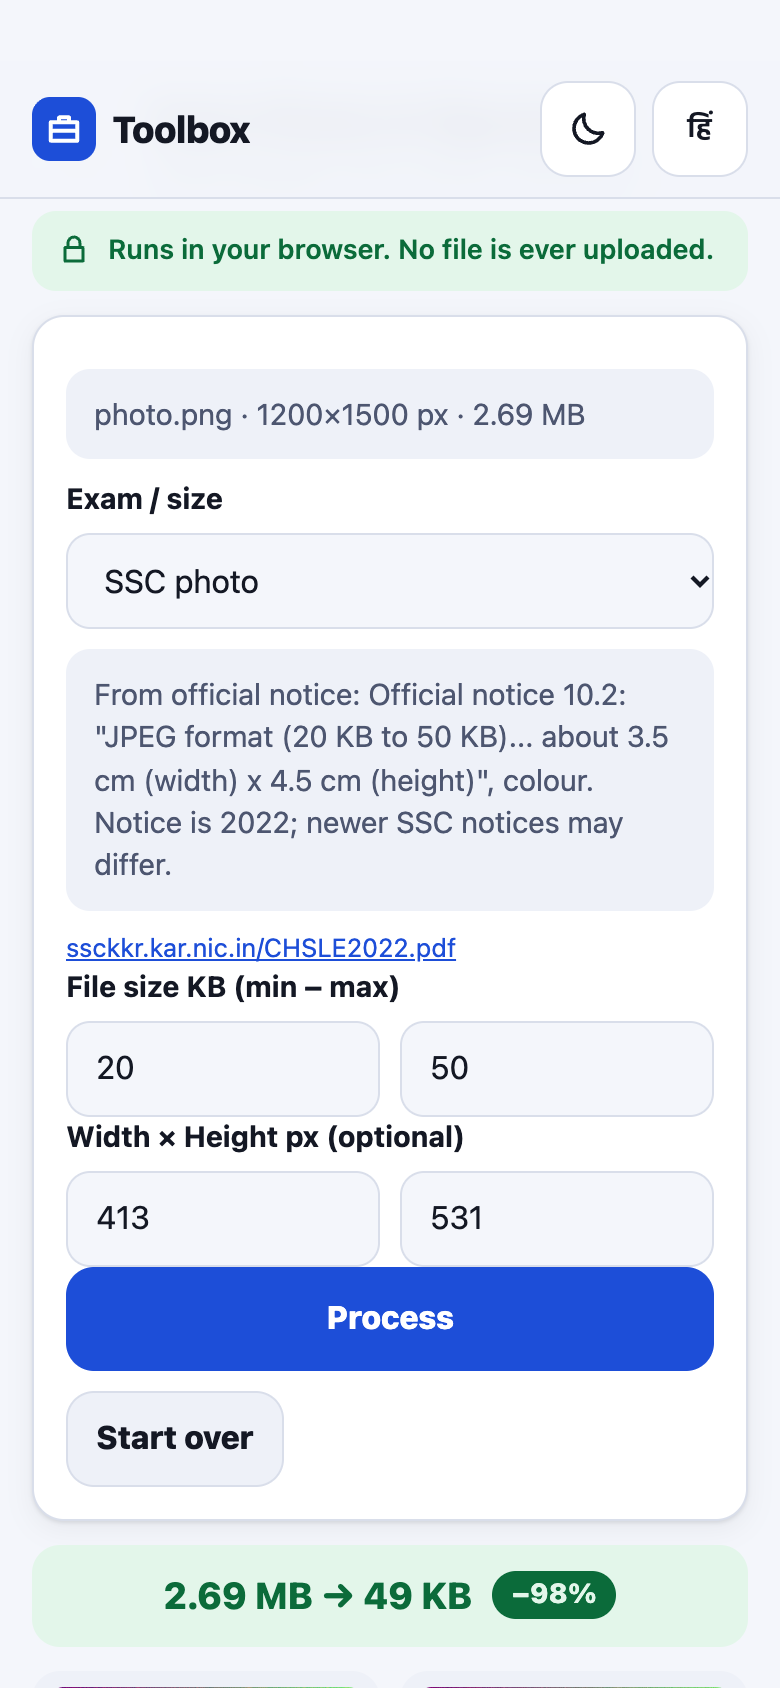 Toolbox
हिं
Runs in your browser. No file is ever uploaded.
photo.png · 1200×1500 px · 2.69 MB
Exam / size
SSC photo
From official notice: Official notice 10.2:
"JPEG format (20 KB to 50 KB)... about 3.5
cm (width) x 4.5 cm (height)", colour.
Notice is 2022; newer SSC notices may
differ.
ssckkr.kar.nic.in/CHSLE2022.pdf
File size KB (min – max)
20 50
Width × Height px (optional)
413 531
Process
Start over
2.69 MB → 49 KB −98%